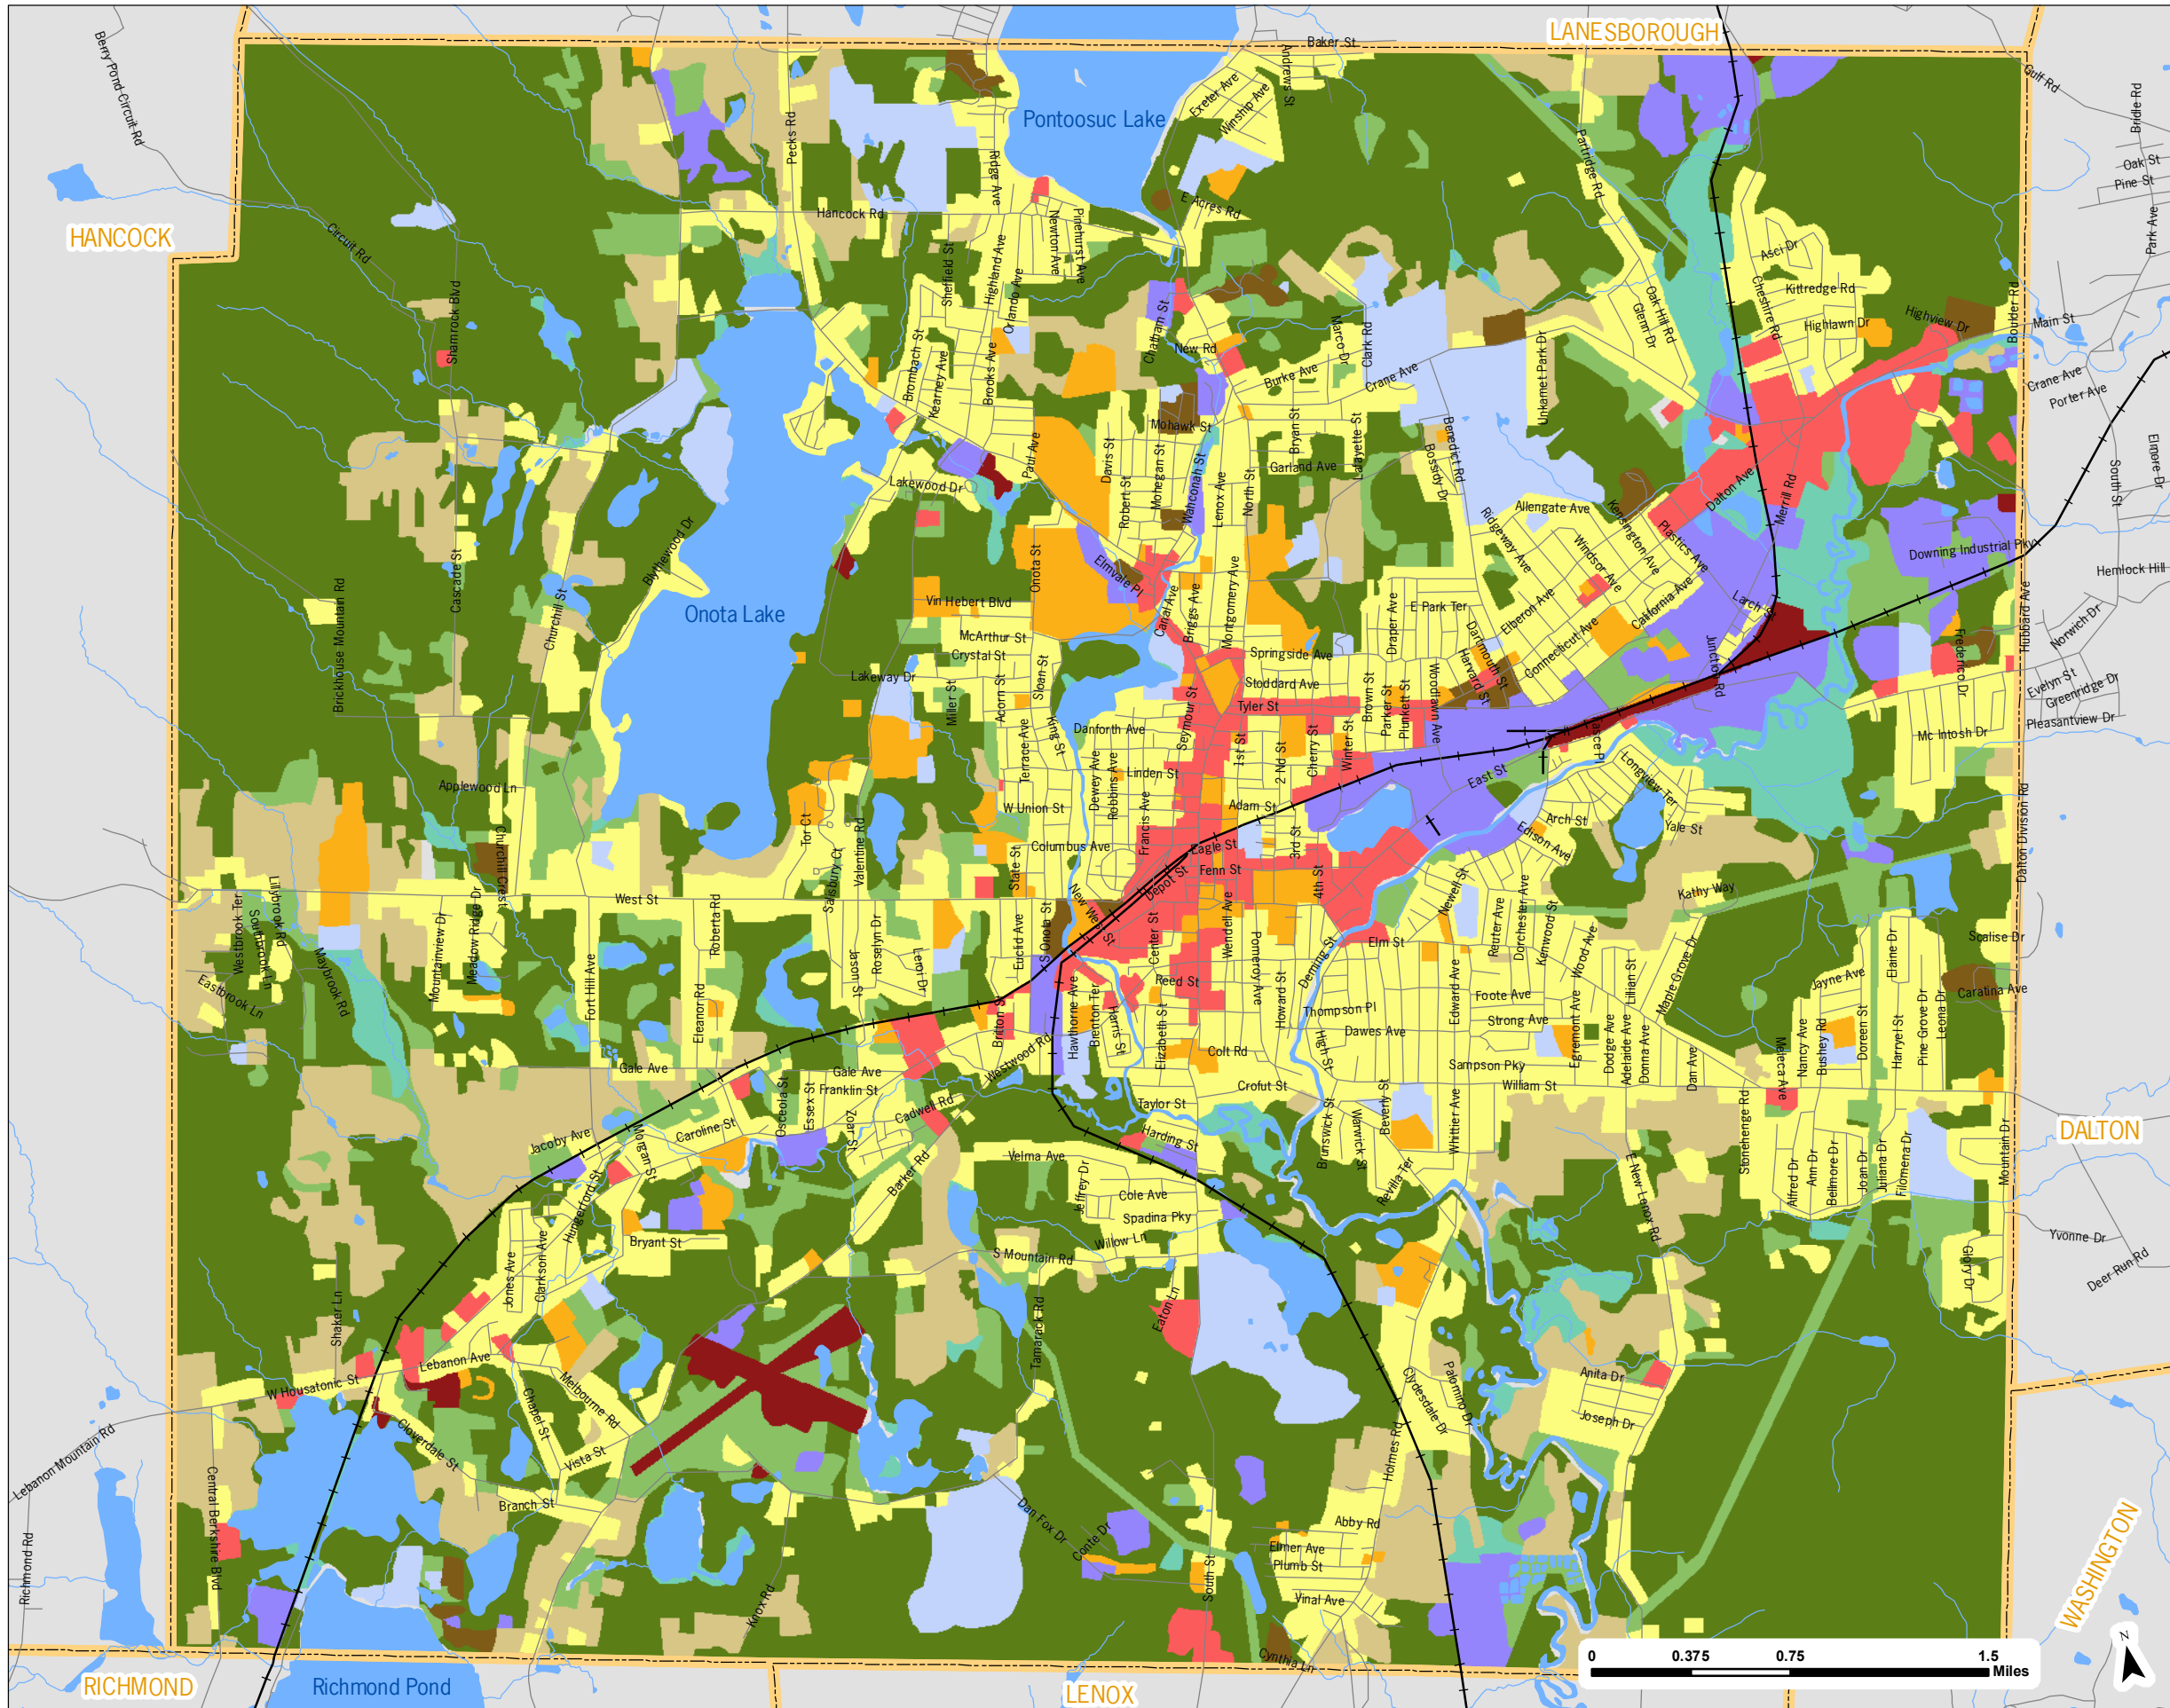 LANESBOROUGH
Baker St
Berry Pond Circuit Rd
Andrews St
Exeter Ave
Winship Ave
Gulf Rd
Bridle Rd
Pontoosuc Lake
Pecks Rd
Ridge Ave
Partridge Rd
Oak St
Pine St
Park Ave
HANCOCK
Circuit Rd
Hancock Rd
E Acres Rd
Newton Ave
Pinehurst Ave
Asci Dr
Sheffield St
Highland Ave
Orlando Ave
Kittredge Rd
Cheshire Rd
Oak Hill Rd
Glenn Dr
Highlawn Dr
Highview Dr
Boulder Rd
Main St
Shamrock Blvd
Chatham St
New Rd
Marco Dr
Clark Rd
Burke Ave
Crane Ave
Unkamet Park Dr
Brombach St
Kearney Ave
Brooks Ave
Crane Ave
Porter Ave
Mohawk St
Bryan St
Lafayette St
Benedict Rd
Bossidy Dr
Garland Ave
Paul Ave
Davis St
Robert St
Mohegan St
Wahconah St
Lenox Ave
North St
Lakewood Dr
Dalton Ave
Merrill Rd
South St
Elmore Dr
Allengate Ave
Kensington Ave
Plastics Ave
Ridgeway Ave
Windsor Ave
California Ave
Blythewood Dr
Cascade St
Churchill St
Brickhouse Mountain Rd
Onota St
Elmvale Pl
Downing Industrial Pky
Hemlock Hill
Onota Lake
Vin Hebert Blvd
Canal Ave
Briggs Ave
Montgomery Ave
Draper Ave
E Park Ter
Elberon Ave
Connecticut Ave
Larch St
Junction Rd
Hubbard Ave
Norwich Dr
McArthur St
Crystal St
Springside Ave
Dartmouth St
Harvard St
Frederico Dr
Lakeway Dr
Miller St
Acorn St
Sloan St
Stoddard Ave
Evelyn St
Greenridge Dr
Pleasantview Dr
Tyler St
Seymour St
Brown St
Parker St
Plunkett St
Woodlawn Ave
Danforth Ave
King St
Terrace Ave
Mc Intosh Dr
1st St
2 Nd St
Cherry St
Winter St
Dewey Ave
Robbins Ave
Linden St
East St
Longview Ter
Applewood Ln
W Union St
Adam St
Tor Ct
Francis Ave
Arch St
Yale St
Edison Ave
Dalton Division Rd
Valentine Rd
Columbus Ave
Eagle St
3rd St
Churchill Crest
Salisbury Ct
State St
Depot St
Fenn St
4th St
Newell St
Kathy Way
West St
Westbrook Ter
Southbrook Ln
Lillybrook Rd
Mountainview Dr
Meadow Ridge Dr
Roberta Rd
New West St
Center St
Wendell Ave
Pomeroy Ave
Elm St
Reuter Ave
Dorchester Ave
Kenwood St
Wood Ave
Maple Grove Dr
Elaine Dr
Scalise Dr
Maybrook Rd
Eastbrook Ln
Fort Hill Ave
Jason St
Roselyn Dr
Leroi Dr
Euclid Ave
S Onota St
Deming St
Howard St
Reed St
Jayne Ave
Caratina Ave
Eleanor Rd
Britton St
Hawthorne Ave
Benton Ter
Harris St
Elizabeth St
Thompson Pl
Edward Ave
Foote Ave
Strong Ave
Dawes Ave
Lillian St
Leona Dr
Pine Grove Dr
Harryel St
Doreen St
Bushey Rd
Nancy Ave
Egremont Ave
Dodge Ave
Adelaide Ave
Donna Ave
Dan Ave
Westwood Rd
Colt Rd
High St
Gale Ave
Gale Ave
Franklin St
Sampson Pky
William St
Crofut St
Taylor St
Osceola St
Essex St
Zoar St
Cadwell Rd
Caroline St
Morgan St
Jacoby Ave
Harding St
Brunswick St
Warwick St
Beverly St
Whittier Ave
Stonehenge Rd
DALTON
Velma Ave
Barker Rd
Jeffrey Dr
Cole Ave
Revilla Ter
E New Lenox Rd
Alfred Dr
Ann Dr
Bellmore Dr
Joan Dr
Juliana Dr
Filomena Dr
Mountain Dr
Hungerford St
Spadina Pky
Bryant St
Willow Ln
S Mountain Rd
Yvonne Dr
Deer Run Rd
Glory Dr
Jones Ave
Clarkson Ave
Shaker Ln
Tamarack Rd
Eaton Ln
Lebanon Ave
W Housatonic St
Melbourne Rd
Chapel St
Clydesdale Dr
Palomino Dr
Anita Dr
Joseph Dr
Cloverdale St
Vista St
Lebanon Mountain Rd
Central Berkshire Blvd
Branch St
Holmes Rd
Dan Fox Dr
Conte Dr
Abby Rd
Elmer Ave
Plumb St
South St
Vinal Ave
Knox Rd
Richmond Rd
Cynthia Ln
WASHINGTON
RICHMOND
Richmond Pond
LENOX
0 0.375 0.75 1.5
Miles
N